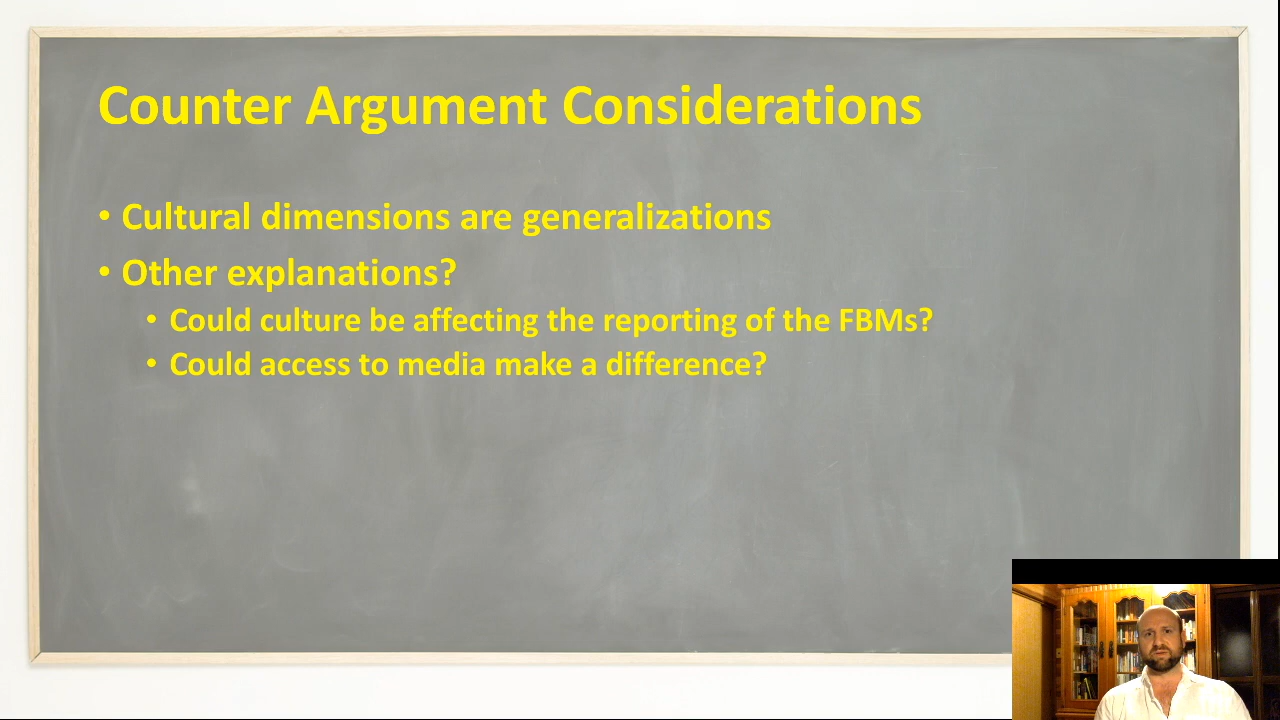 Counter Argument Considerations
• Cultural dimensions are generalizations
• Other explanations?
• Could culture be affecting the reporting of the FBMs?
• Could access to media make a difference?